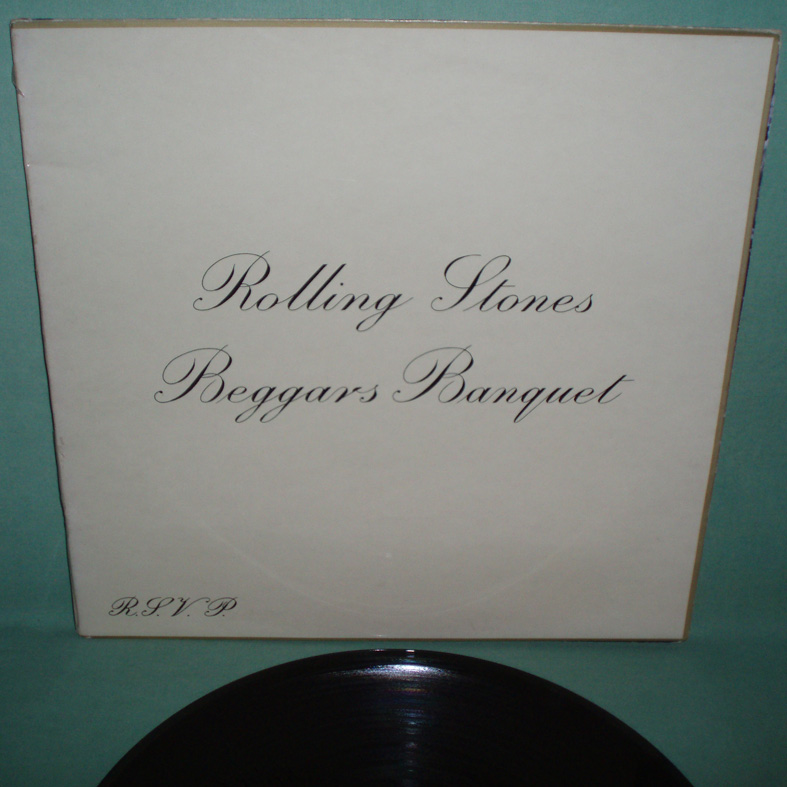 Rolling Stones
Beggars Banquet
R.S.V.P.